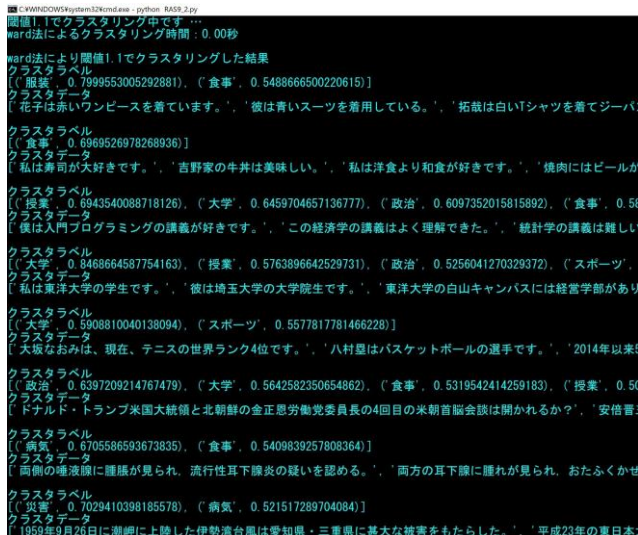 C:¥WINDOWS¥system32¥cmd.exe - python RAS9_2.py
閾値1.1でクラスタリング中です …
ward法によるクラスタリング時間：0.00秒
ward法により閾値1.1でクラスタリングした結果
クラスタラベル
[('服装', 0.7999553005292881), ('食事', 0.5488666500220615)]
クラスタデータ
['花子は赤いワンピースを着ています。', '彼は青いスーツを着用している。', '拓哉は白いTシャツを着てジーパ
クラスタラベル
[('食事', 0.6969526978268936)]
クラスタデータ
['私は寿司が大好きです。', '吉野家の牛丼は美味しい。', '私は洋食より和食が好きです。', '焼肉にはビールが
クラスタラベル
[('授業', 0.6943540088718126), ('大学', 0.6459704657136777), ('政治', 0.6097352015815892), ('食事', 0.58
クラスタデータ
['僕は入門プログラミングの講義が好きです。', 'この経済学の講義はよく理解できた。', '統計学の講義は難しい
クラスタラベル
[('大学', 0.8468664587754163), ('授業', 0.5763896642529731), ('政治', 0.5256041270329372), ('スポーツ',
クラスタデータ
['私は東洋大学の学生です。', '彼は埼玉大学の大学院生です。', '東洋大学の白山キャンパスには経営学部があり
クラスタラベル
[('大学', 0.5908810040138094), ('スポーツ', 0.5577817781466228)]
クラスタデータ
['大坂なおみは、現在、テニスの世界ランク4位です。', '八村塁はバスケットボールの選手です。', '2014年以来5
クラスタラベル
[('政治', 0.6397209214767479), ('大学', 0.5642582350654862), ('食事', 0.5319542414259183), ('授業', 0.50
クラスタデータ
['ドナルド・トランプ米国大統領と北朝鮮の金正恩労働党委員長の4回目の米朝首脳会談は開かれるか？', '安倍晋三
クラスタラベル
[('病気', 0.6705586593673835), ('食事', 0.5409839257808364)]
クラスタデータ
['両側の唾液腺に腫脹が見られ、流行性耳下腺炎の疑いを認める。', '両方の耳下腺に腫れが見られ、おたふくかぜ
クラスタラベル
[('災害', 0.7029410398185578), ('病気', 0.521517289704084)]
クラスタデータ
['1959年9月26日に潮岬に上陸した伊勢湾台風は愛知県・三重県に甚大な被害をもたらした。', '平成23年の東日本大